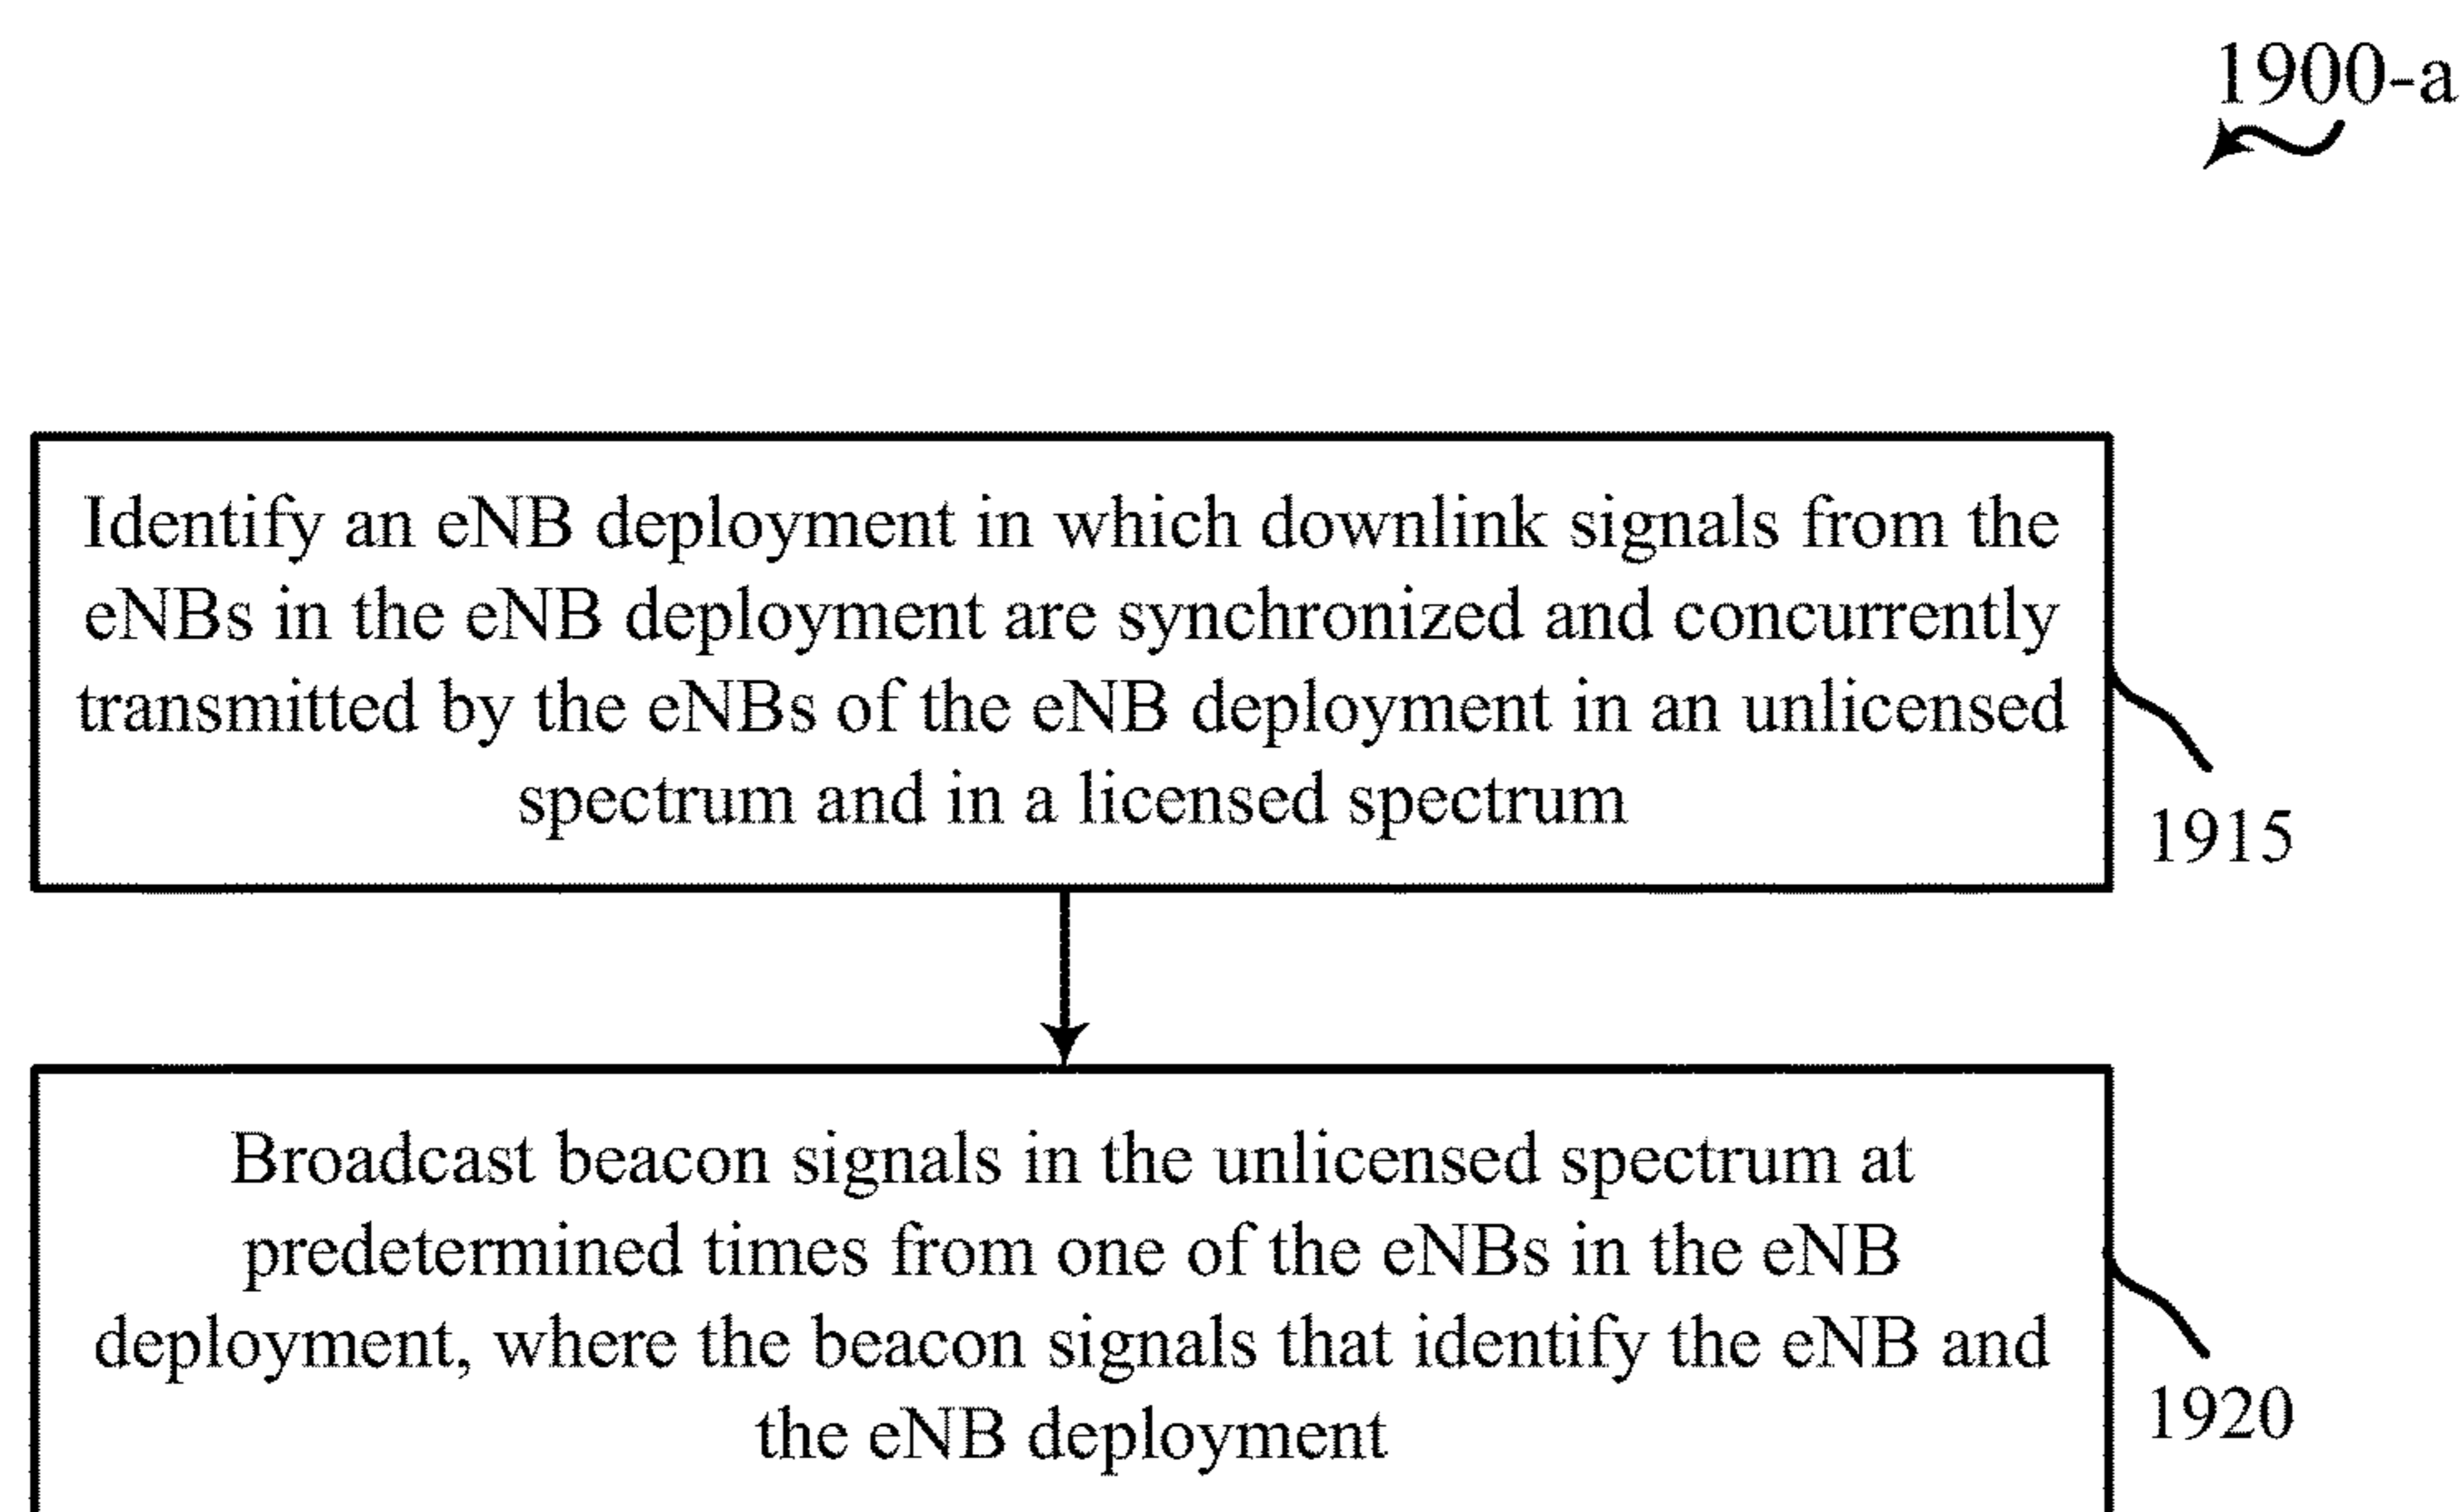 1900-a
Identify an eNB deployment in which downlink signals from the
eNBs in the eNB deployment are synchronized and concurrently
transmitted by the eNBs of the eNB deployment in an unlicensed
spectrum and in a licensed spectrum
1915
Broadcast beacon signals in the unlicensed spectrum at
predetermined times from one of the eNBs in the eNB
deployment, where the beacon signals that identify the eNB and
the eNB deployment
1920